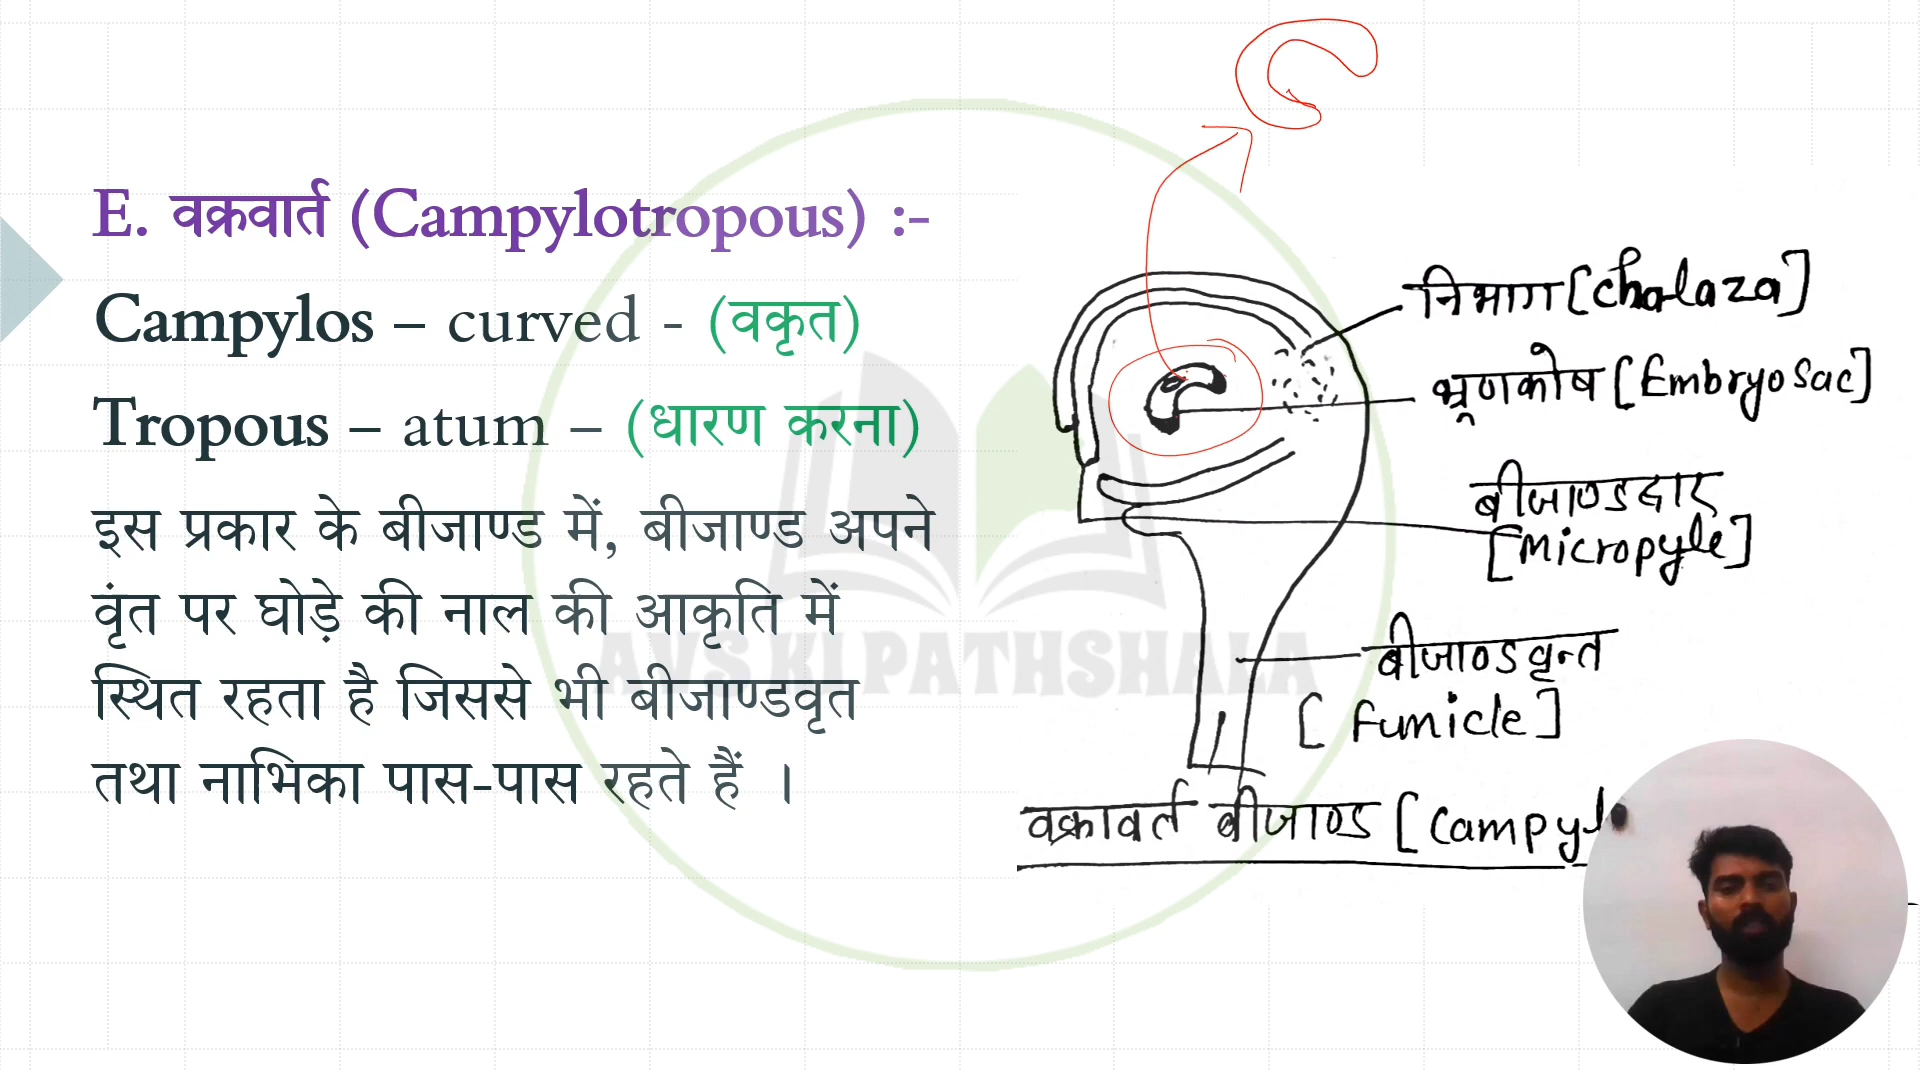 E. वक्रवार्त (Campylotropous) :-
Campylos – curved - (वकृत)
Tropous – atum – (धारण करना)
इस प्रकार के बीजाण्ड में, बीजाण्ड अपने
वृंत पर घोड़े की नाल की आकृति में
स्थित रहता है जिससे भी बीजाण्डवृत
तथा नाभिका पास-पास रहते हैं ।
निभाग [Chalaza]
भ्रूणकोष [Embryo sac]
बीजाण्डद्वार
[Micropyle]
बीजाण्डवृन्त
[Funicle]
वक्रावर्त बीजाण्ड [Campyl
AVS KI PATHSHALA